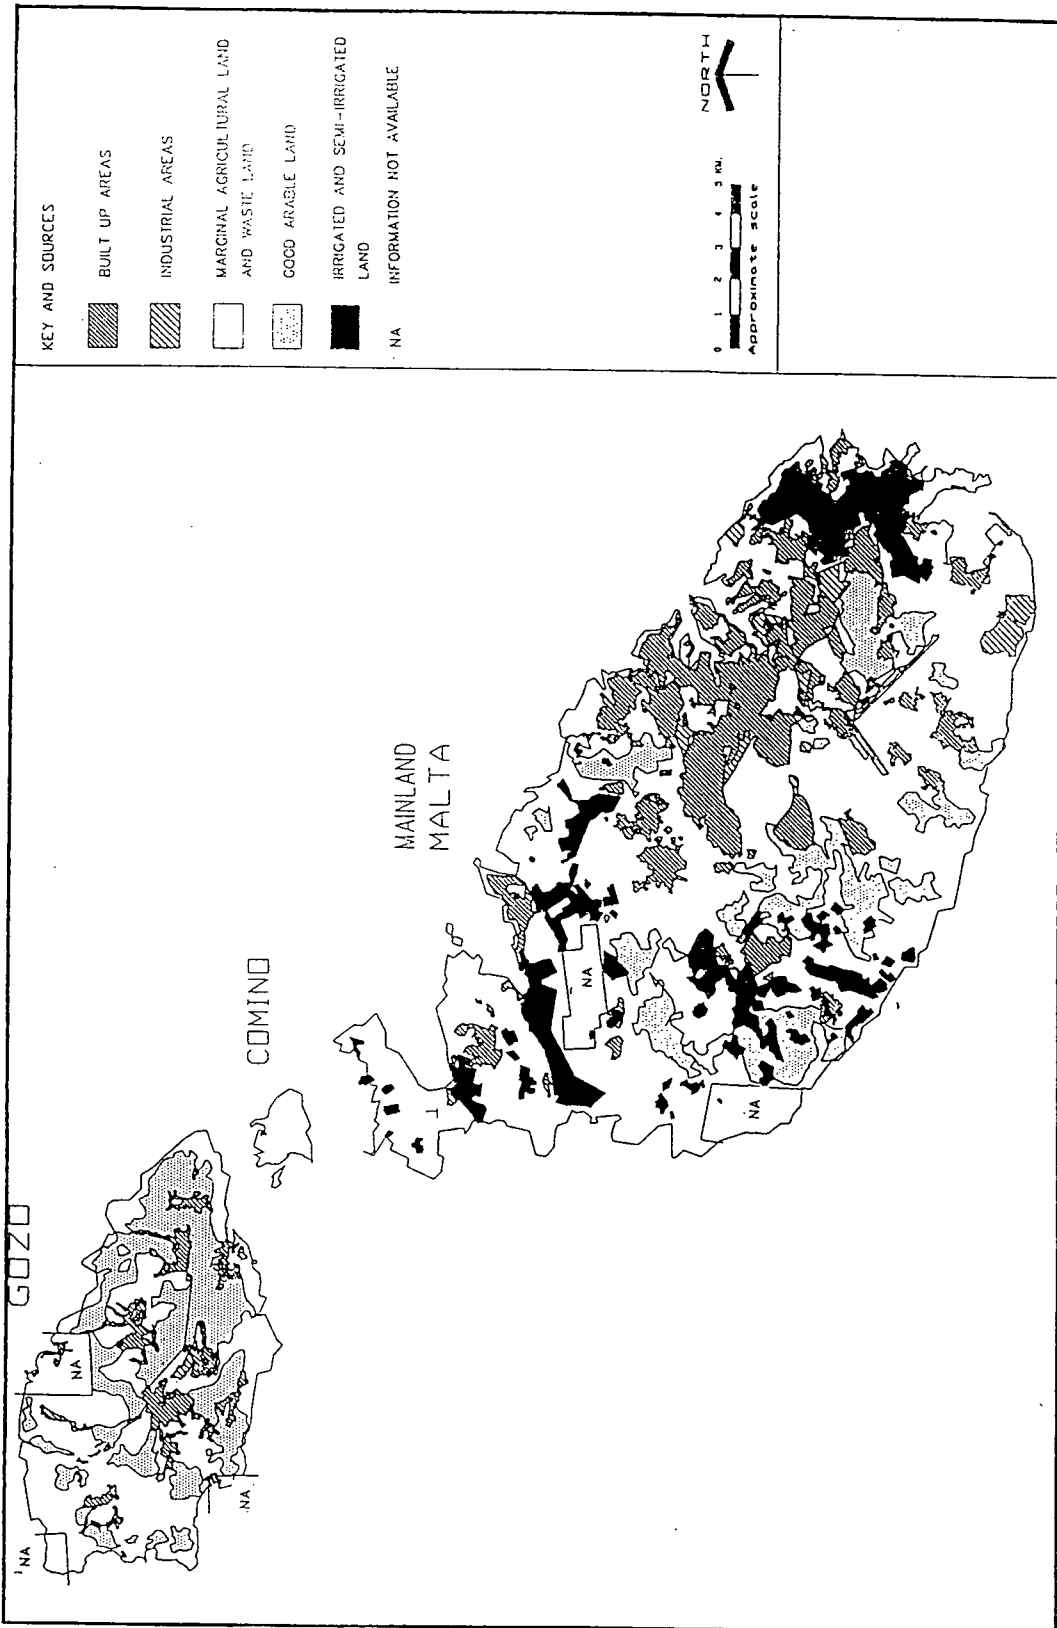 KEY AND SOURCES
BUILT UP AREAS
INDUSTRIAL AREAS
MARGINAL AGRICULTURAL LAND
AND WASTE LAND
GOOD ARABLE LAND
IRRIGATED AND SEMI-IRRIGATED
LAND
NA INFORMATION NOT AVAILABLE
NORTH
0 1 2 3 4 5 KM.
Approximate scale
GOZO
COMINO
MAINLAND
MALTA
NA
NA
NA
NA
NA